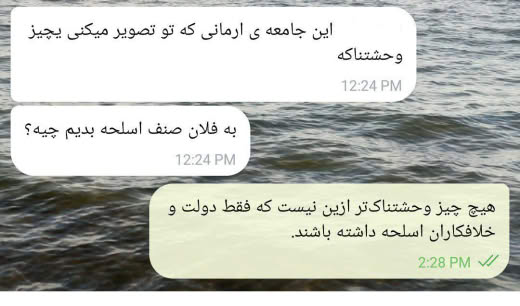 این جامعه ی ارمانی که تو تصویر میکنی یچیز
وحشتناکه
12:24 PM
به فلان صنف اسلحه بدیم چیه؟
12:24 PM
هیچ چیز وحشتناک‌تر ازین نیست که فقط دولت و
خلافکاران اسلحه داشته باشند.
2:28 PM